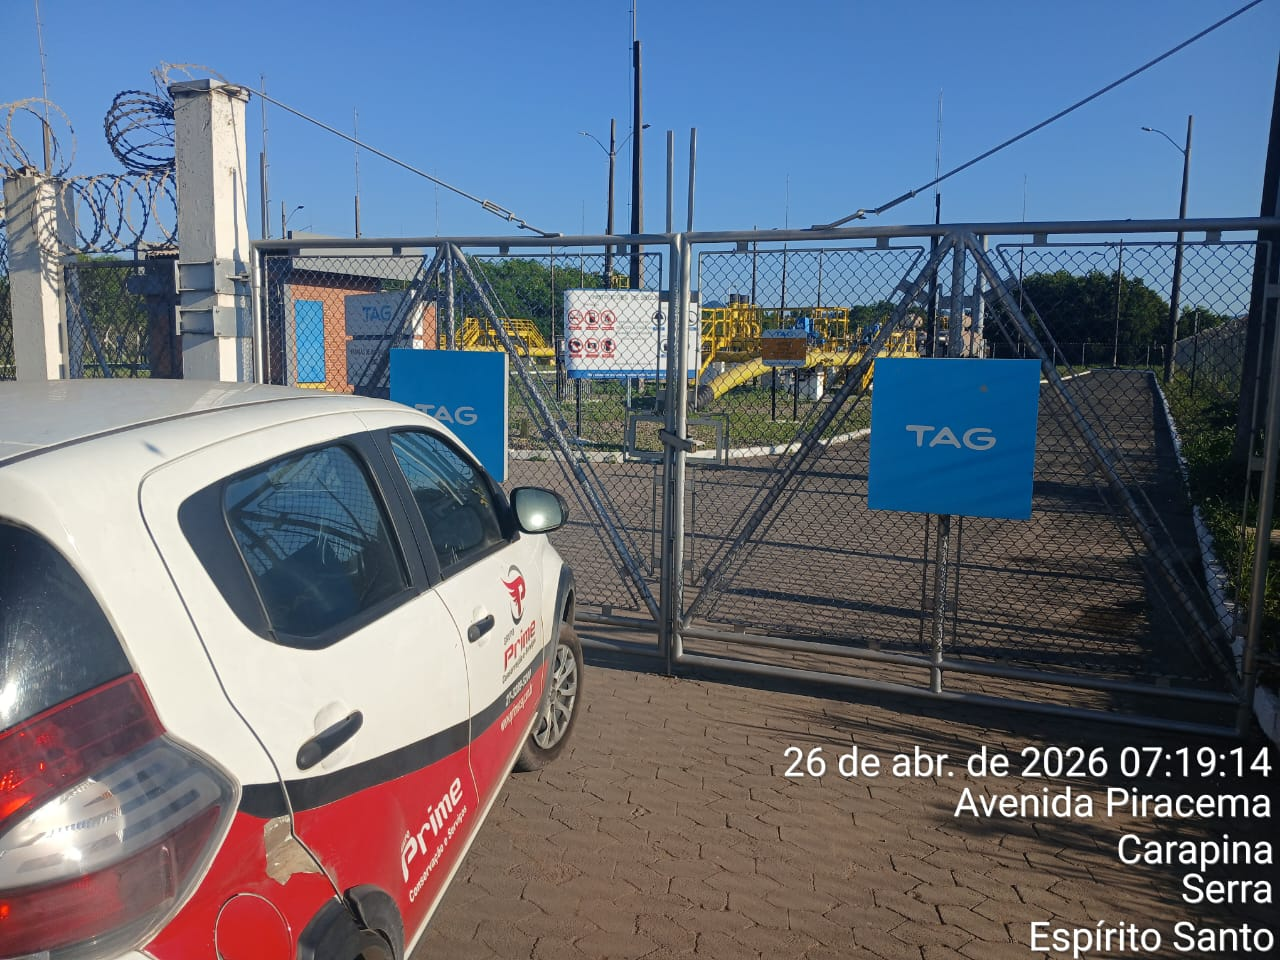 TAG
TAG
TAG
GRUPO
Prime
Conservação e Serviços
Prime
Conservação e Serviços
26 de abr. de 2026 07:19:14
Avenida Piracema
Carapina
Serra
Espírito Santo